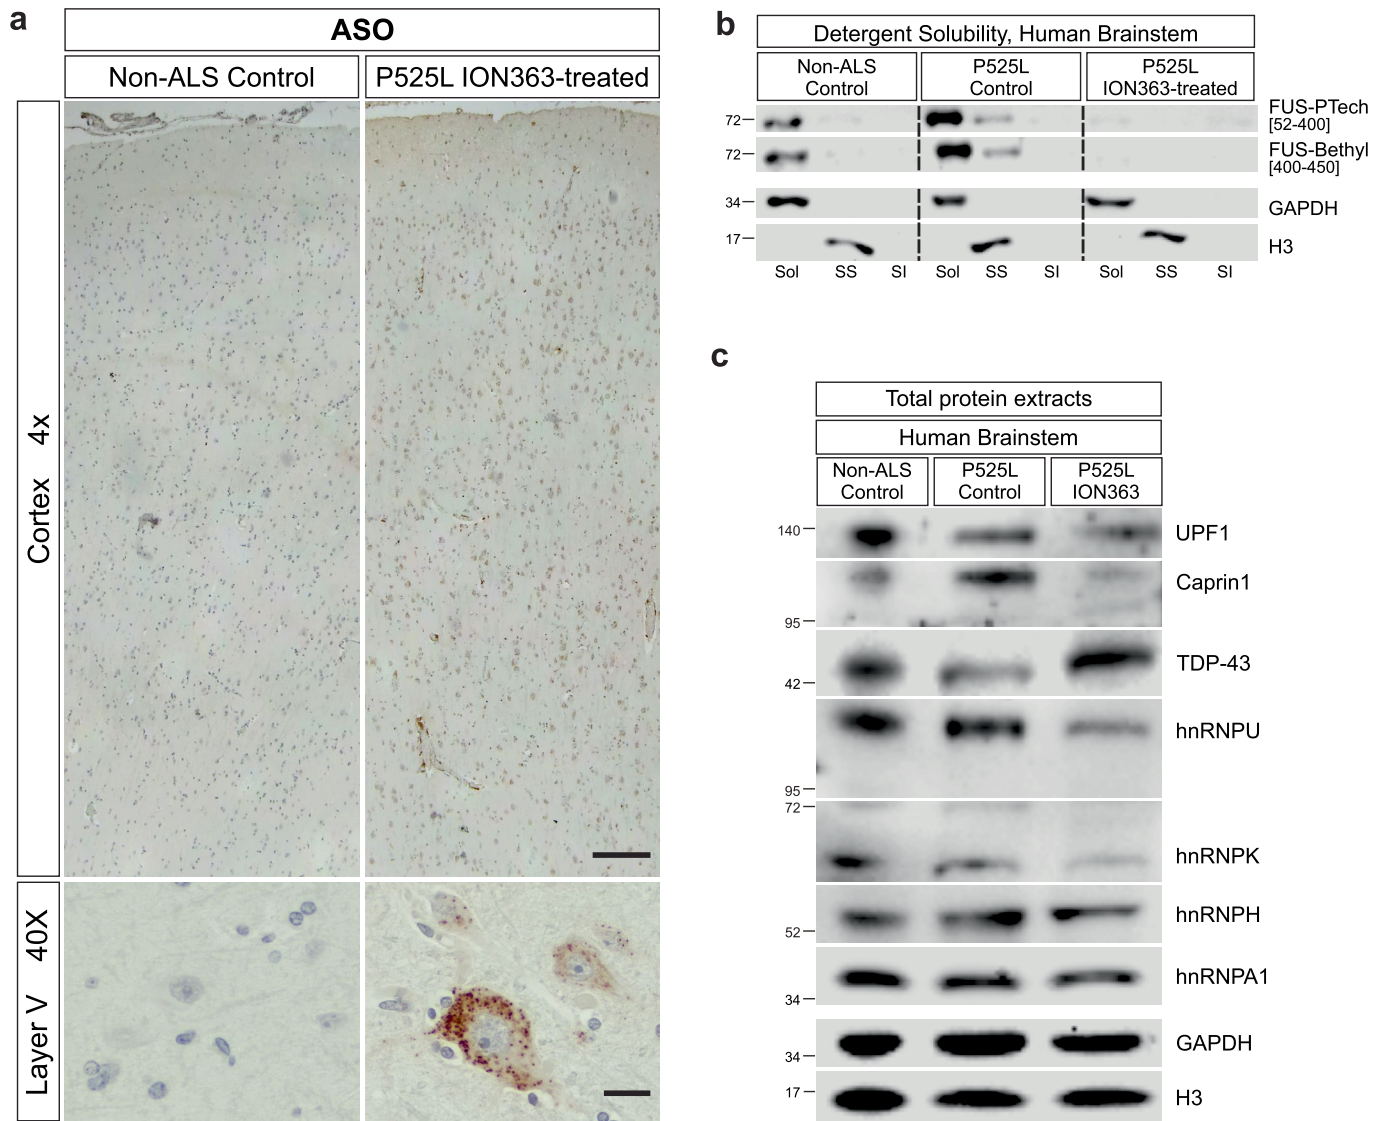 a
ASO
Non-ALS Control
P525L ION363-treated
Cortex 4x
Layer V 40X
b
Detergent Solubility, Human Brainstem
Non-ALS
Control
P525L
Control
P525L
ION363-treated
72
FUS-PTech
[52-400]
72
FUS-Bethyl
[400-450]
34
GAPDH
17
H3
Sol SS SI Sol SS SI Sol SS SI
c
Total protein extracts
Human Brainstem
Non-ALS
Control
P525L
Control
P525L
ION363
140
UPF1
Caprin1
95
TDP-43
42
hnRNPU
95
72
hnRNPK
hnRNPH
52
hnRNPA1
34
GAPDH
34
17
H3